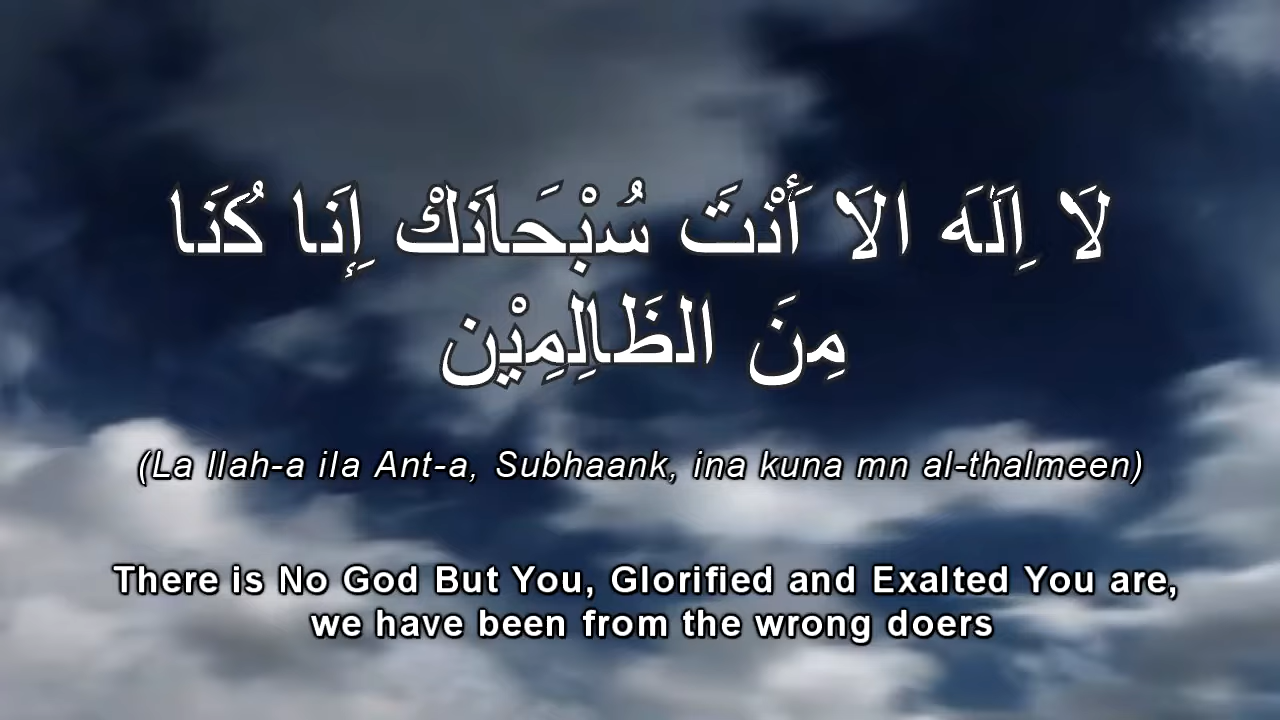 لَا اِلَٰهَ الَا أَنْتَ سُبْحَانَكْ إِنَا كُنَا
مِنَ الظَالِمِيْن
(La Ilah-a ila Ant-a, Subhaank, ina kuna mn al-thalmeen)
There is No God But You, Glorified and Exalted You are,
we have been from the wrong doers